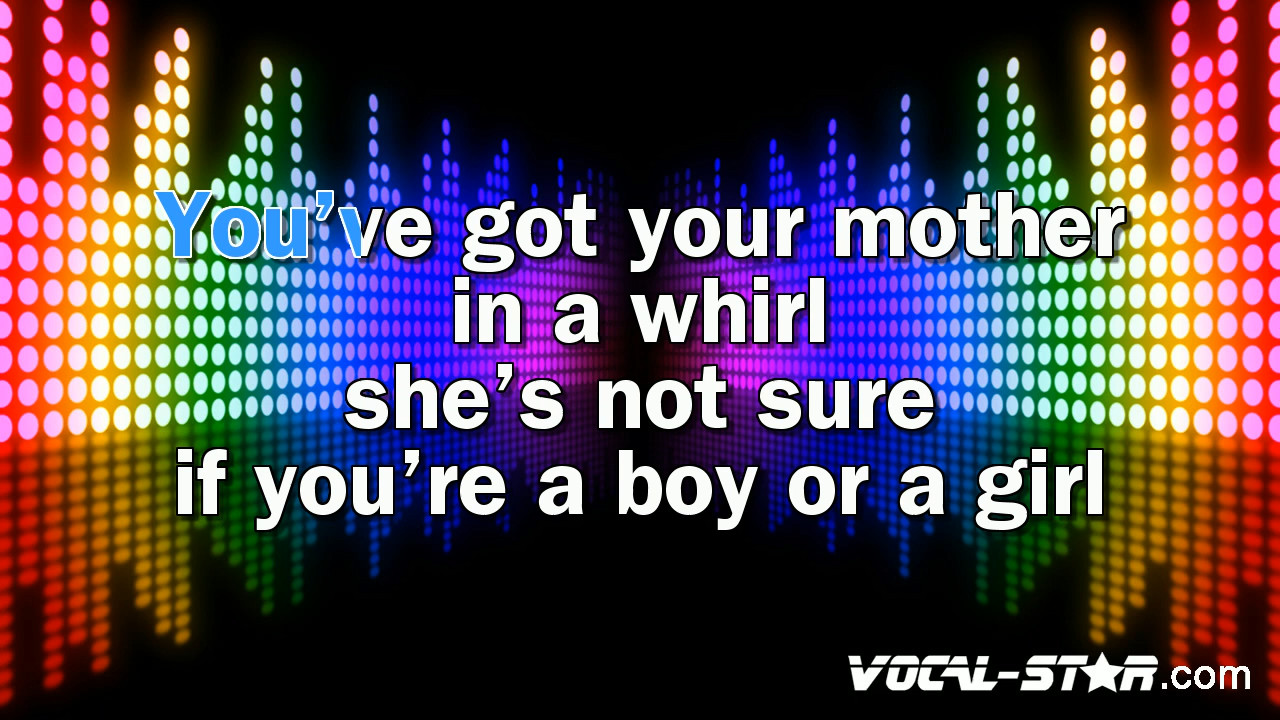 You've got your mother
in a whirl
she's not sure
if you're a boy or a girl
VOCAL-STAR.com